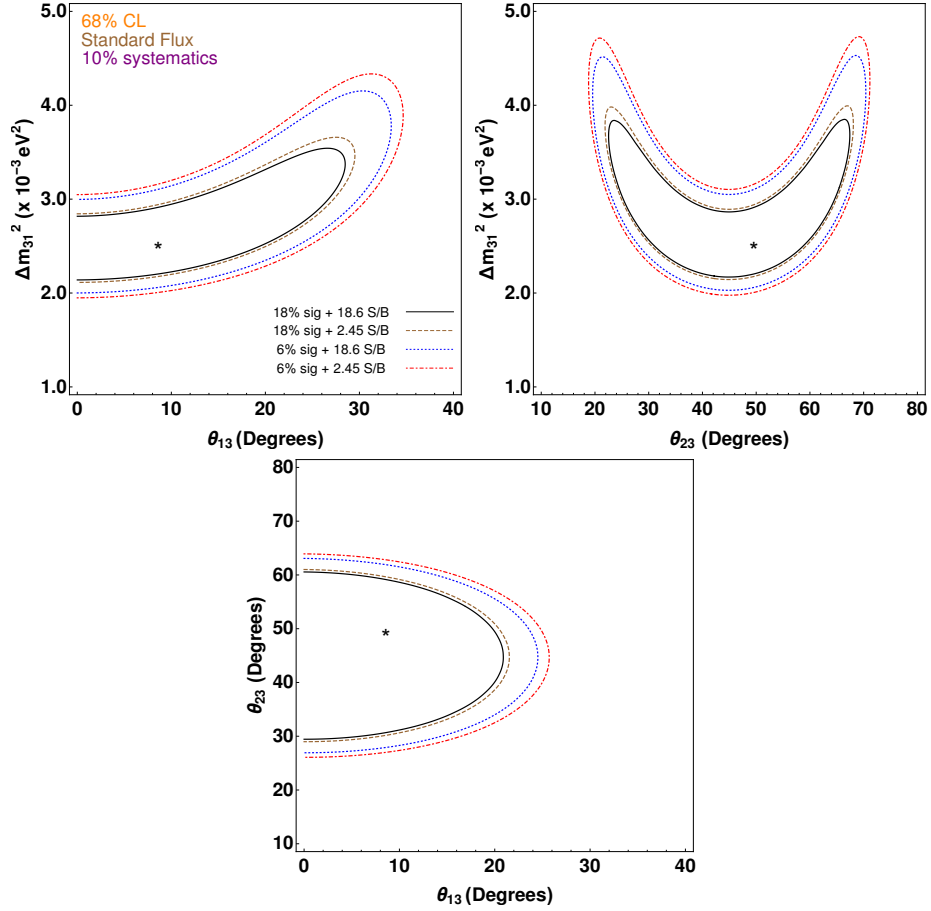 68% CL
Standard Flux
10% systematics
5.0
4.0
3.0
2.0
1.0
Δm₃₁² (x 10⁻³ eV²)
*
18% sig + 18.6 S/B
18% sig + 2.45 S/B
6% sig + 18.6 S/B
6% sig + 2.45 S/B
0 10 20 30 40
θ₁₃ (Degrees)
5.0
4.0
3.0
2.0
1.0
Δm₃₁² (x 10⁻³ eV²)
*
10 20 30 40 50 60 70 80
θ₂₃ (Degrees)
80
70
60
50
40
30
20
10
θ₂₃ (Degrees)
*
0 10 20 30 40
θ₁₃ (Degrees)